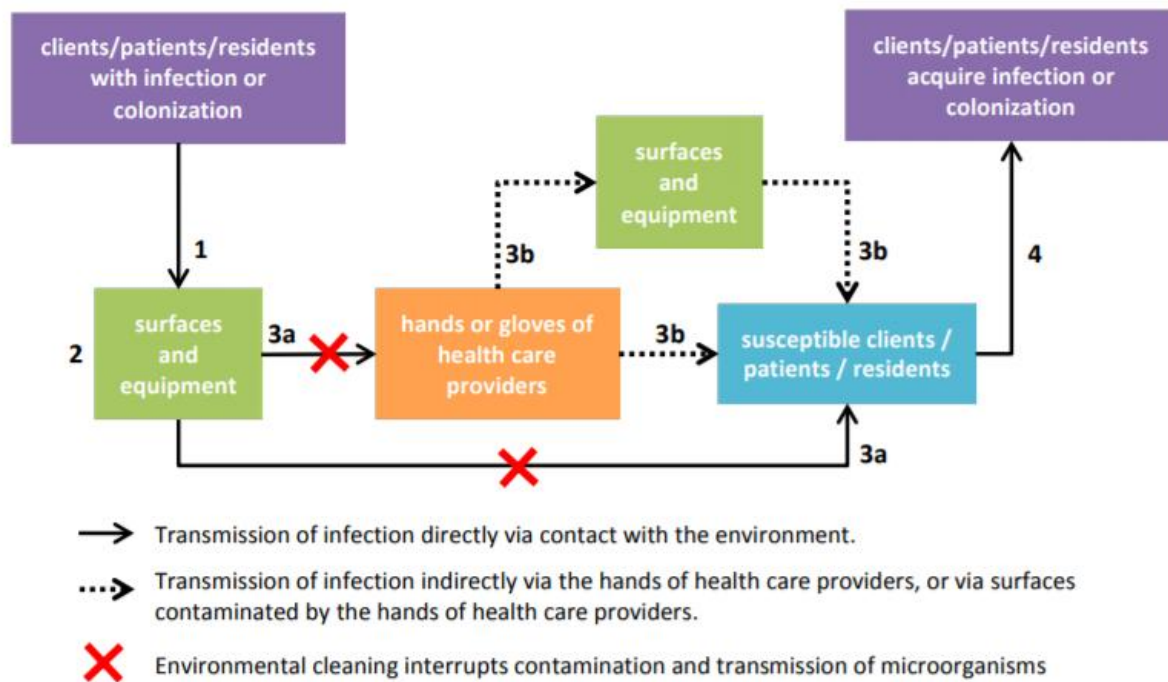 clients/patients/residents
with infection or
colonization
clients/patients/residents
acquire infection or
colonization
surfaces
and
equipment
1
3b
3b
4
2
surfaces
and
equipment
3a
hands or gloves of
health care
providers
3b
susceptible clients /
patients / residents
3a
Transmission of infection directly via contact with the environment.
Transmission of infection indirectly via the hands of health care providers, or via surfaces
contaminated by the hands of health care providers.
Environmental cleaning interrupts contamination and transmission of microorganisms